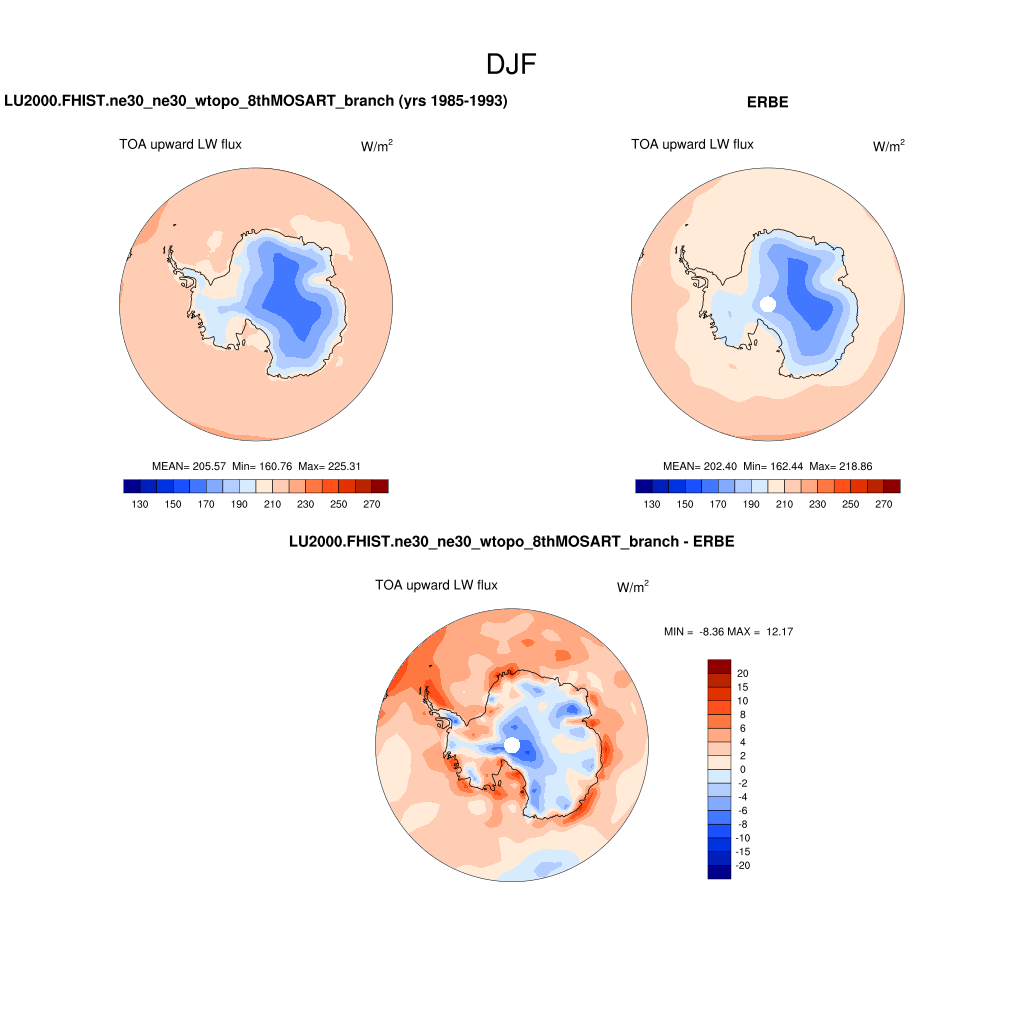 DJF
LU2000.FHIST.ne30_ne30_wtopo_8thMOSART_branch (yrs 1985-1993)
ERBE
TOA upward LW flux W/m2
TOA upward LW flux W/m2
MEAN= 205.57 Min= 160.76 Max= 225.31
MEAN= 202.40 Min= 162.44 Max= 218.86
130 150 170 190 210 230 250 270
130 150 170 190 210 230 250 270
LU2000.FHIST.ne30_ne30_wtopo_8thMOSART_branch - ERBE
TOA upward LW flux W/m2
MIN = -8.36 MAX = 12.17
20
15
10
8
6
4
2
0
-2
-4
-6
-8
-10
-15
-20